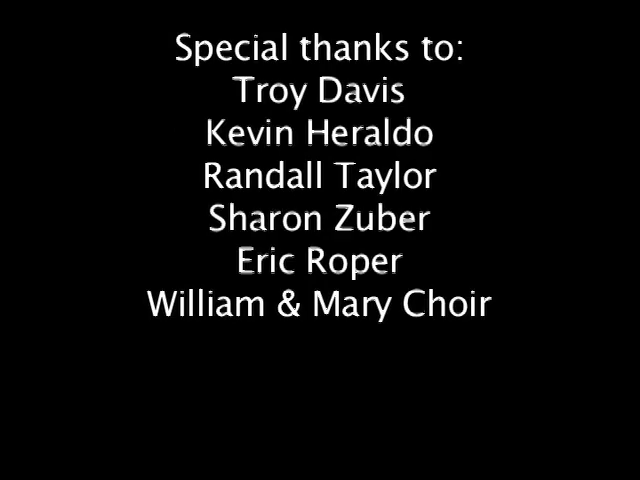 Special thanks to:
Troy Davis
Kevin Heraldo
Randall Taylor
Sharon Zuber
Eric Roper
William & Mary Choir